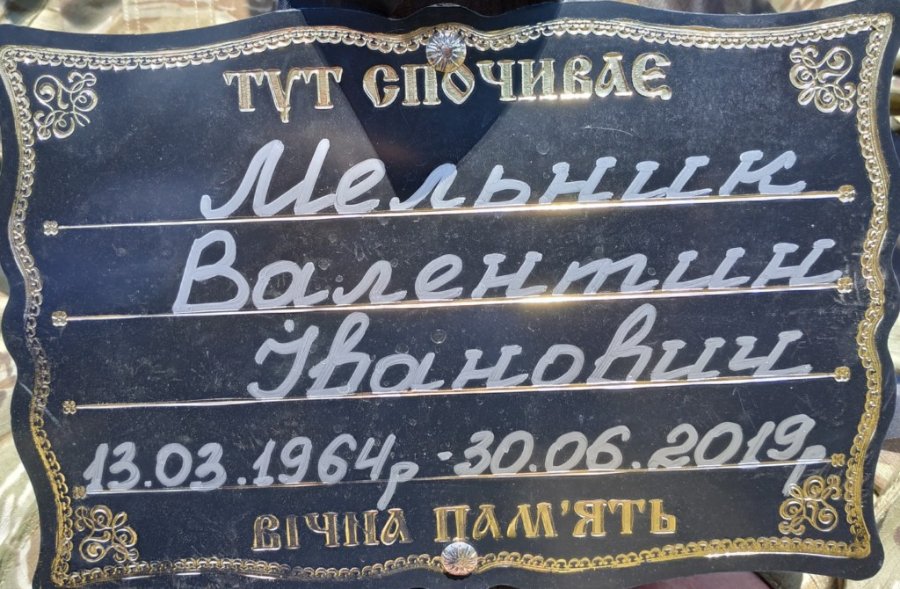 ТУТ СПОЧИВАЄ
Мельник
Валентин
Іванович
13.03.1964р - 30.06.2019р
ВІЧНА ПАМ'ЯТЬ